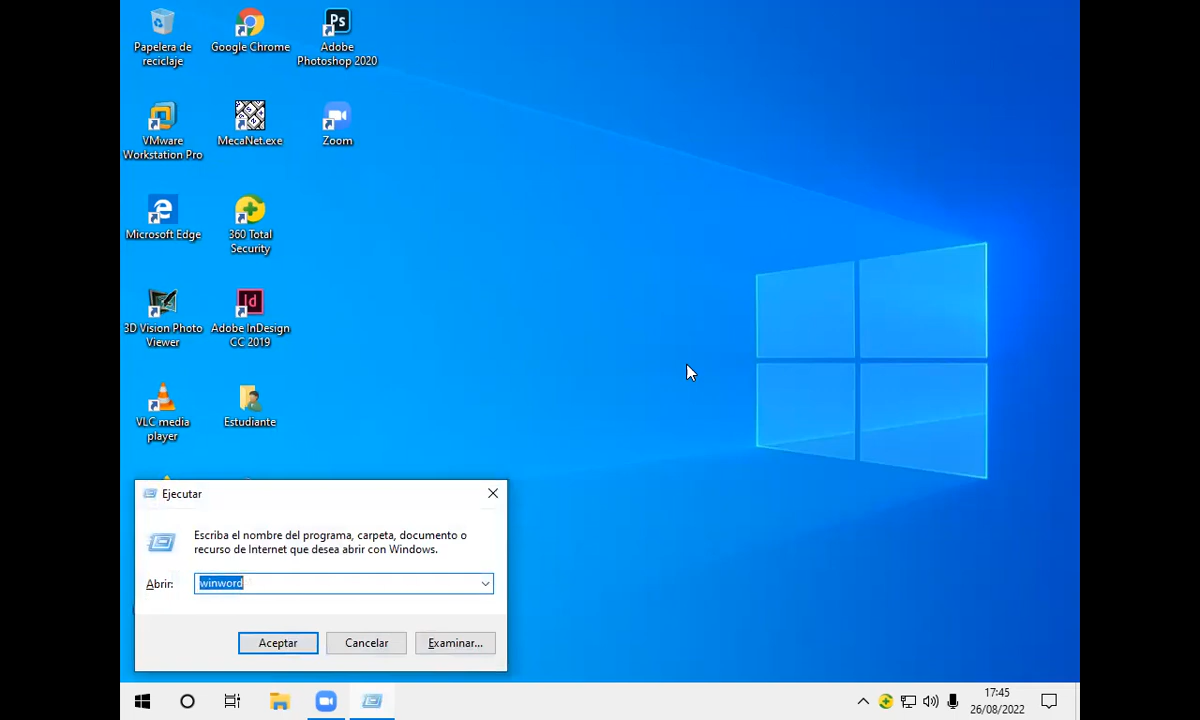 Papelera de
reciclaje
Google Chrome
Ps
Adobe
Photoshop 2020
VMware
Workstation Pro
MecaNet.exe
Zoom
Microsoft Edge
360 Total
Security
3D Vision Photo
Viewer
Id
Adobe InDesign
CC 2019
VLC media
player
Estudiante
Ejecutar
Escriba el nombre del programa, carpeta, documento o
recurso de Internet que desea abrir con Windows.
Abrir:
winword
Aceptar
Cancelar
Examinar...
17:45
26/08/2022